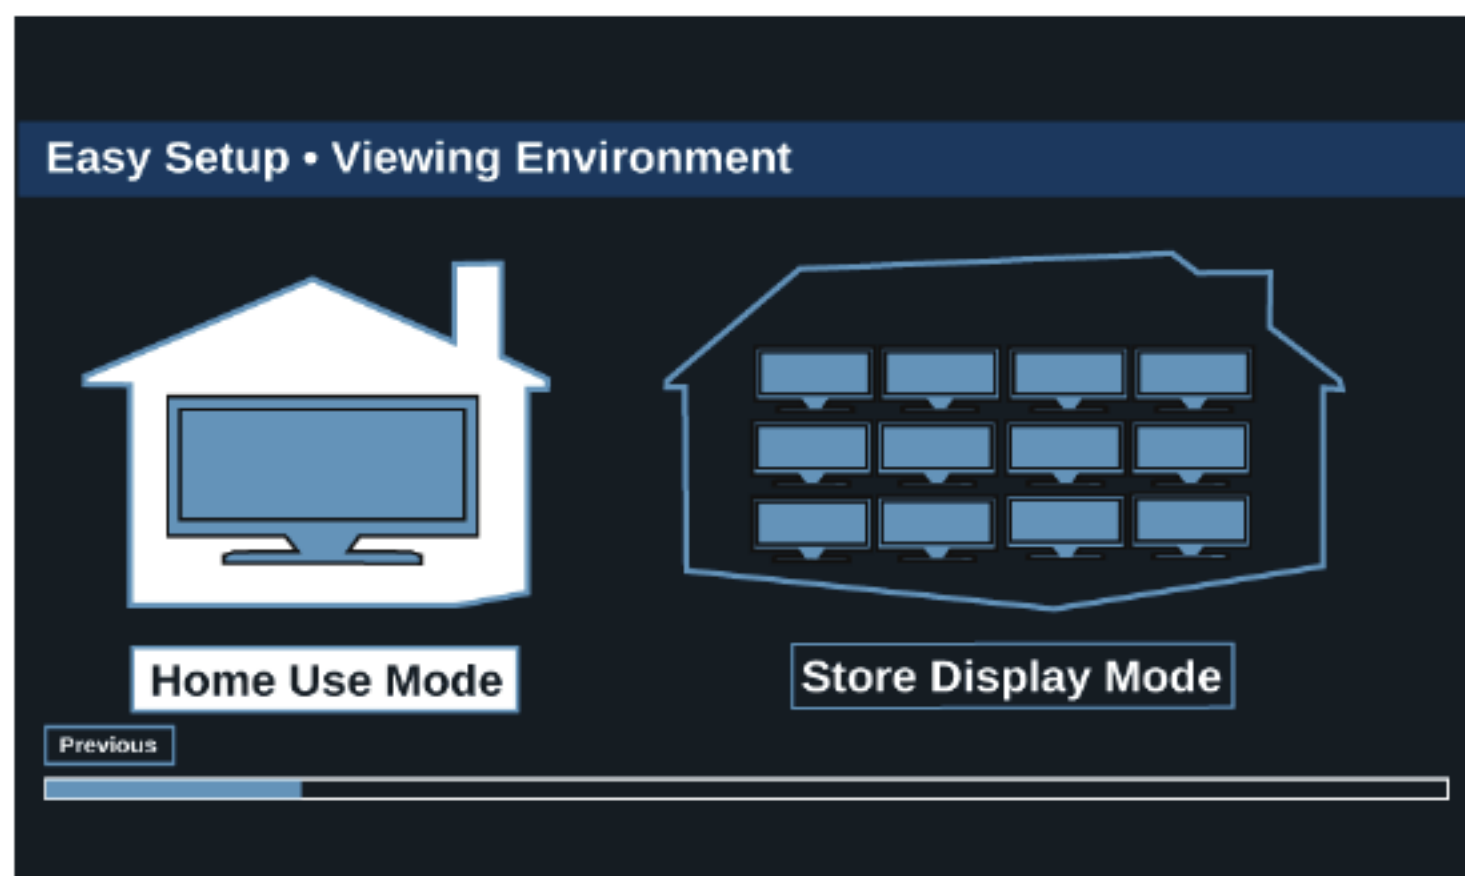 Easy Setup • Viewing Environment
Home Use Mode
Store Display Mode
Previous